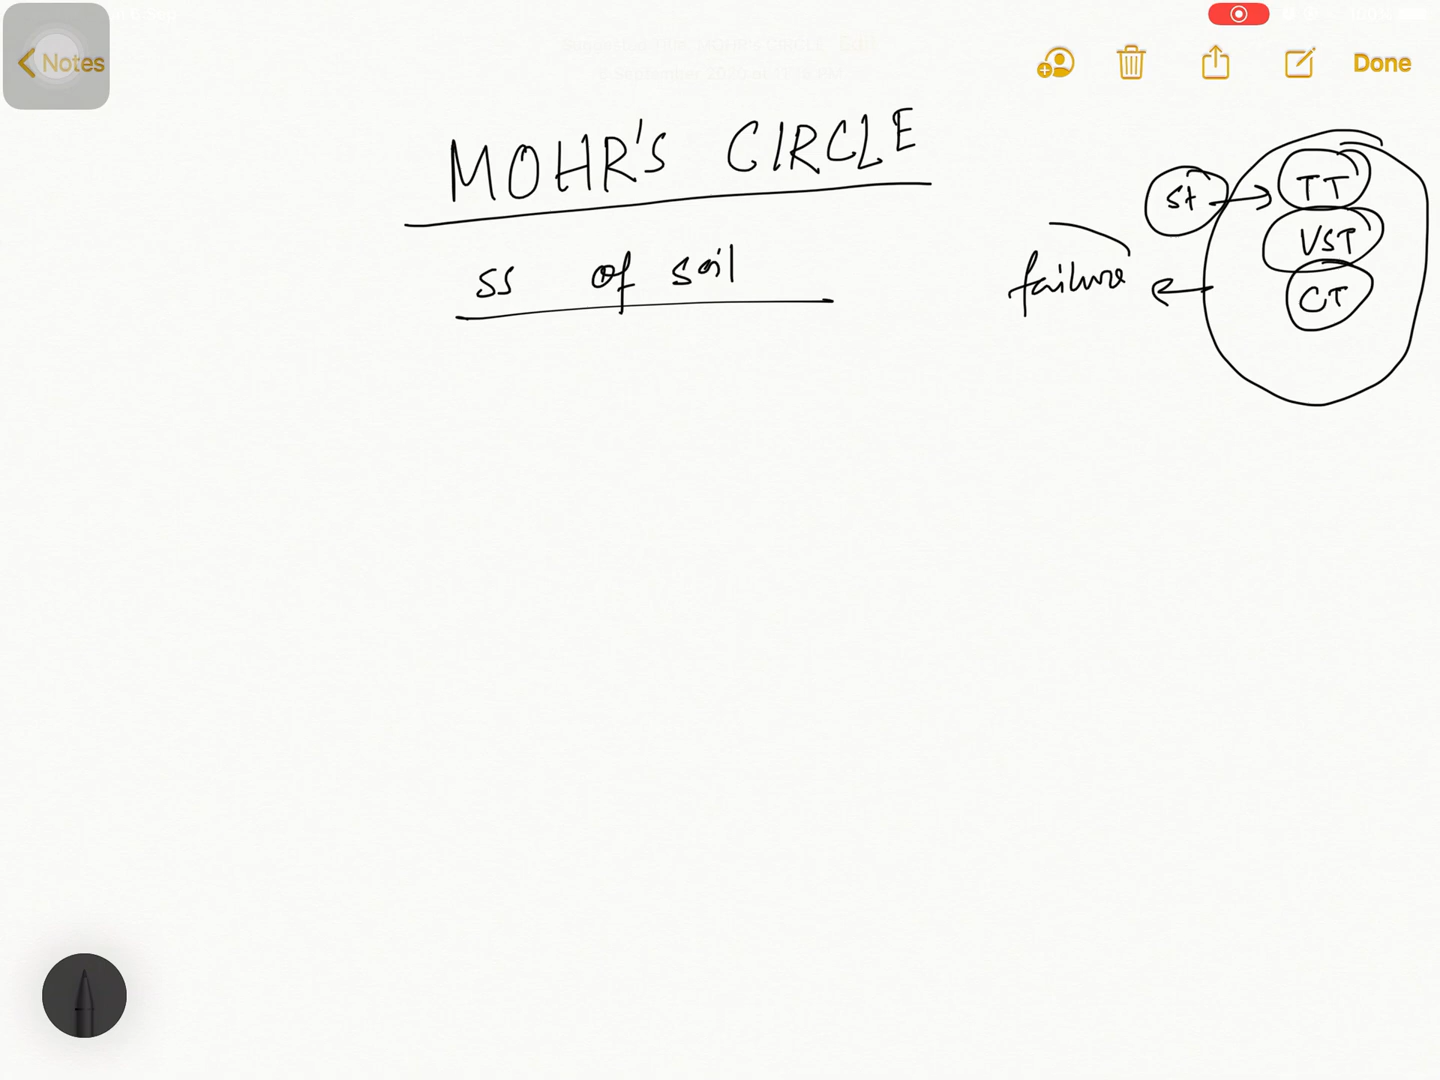 Notes
Done
MOHR'S CIRCLE
ss of soil
failure
St
TT
VST
CT